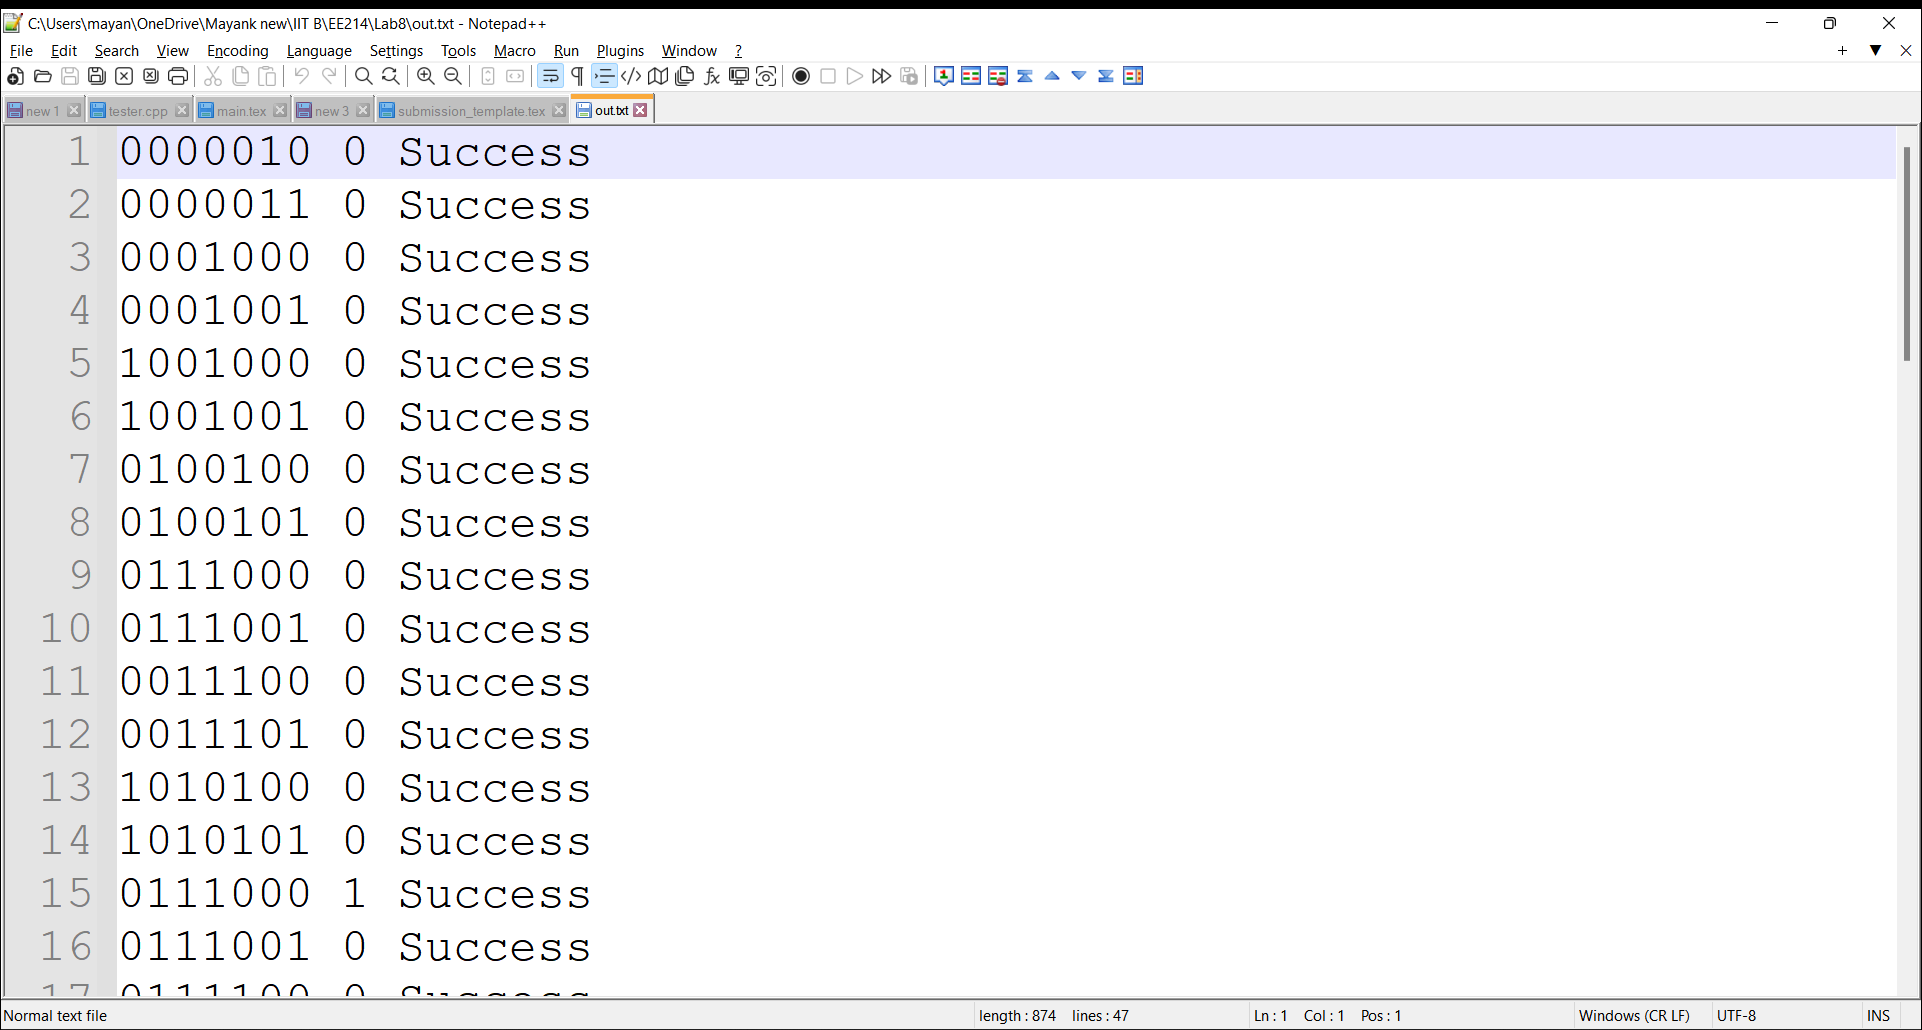 C:\Users\mayan\OneDrive\Mayank new\IIT B\EE214\Lab8\out.txt - Notepad++
File Edit Search View Encoding Language Settings Tools Macro Run Plugins Window ?
new 1 tester.cpp main.tex new 3 submission_template.tex out.txt
1 0000010 0 Success
2 0000011 0 Success
3 0001000 0 Success
4 0001001 0 Success
5 1001000 0 Success
6 1001001 0 Success
7 0100100 0 Success
8 0100101 0 Success
9 0111000 0 Success
10 0111001 0 Success
11 0011100 0 Success
12 0011101 0 Success
13 1010100 0 Success
14 1010101 0 Success
15 0111000 1 Success
16 0111001 0 Success
17 0111100 0 Success
Normal text file length : 874 lines : 47 Ln : 1 Col : 1 Pos : 1 Windows (CR LF) UTF-8 INS